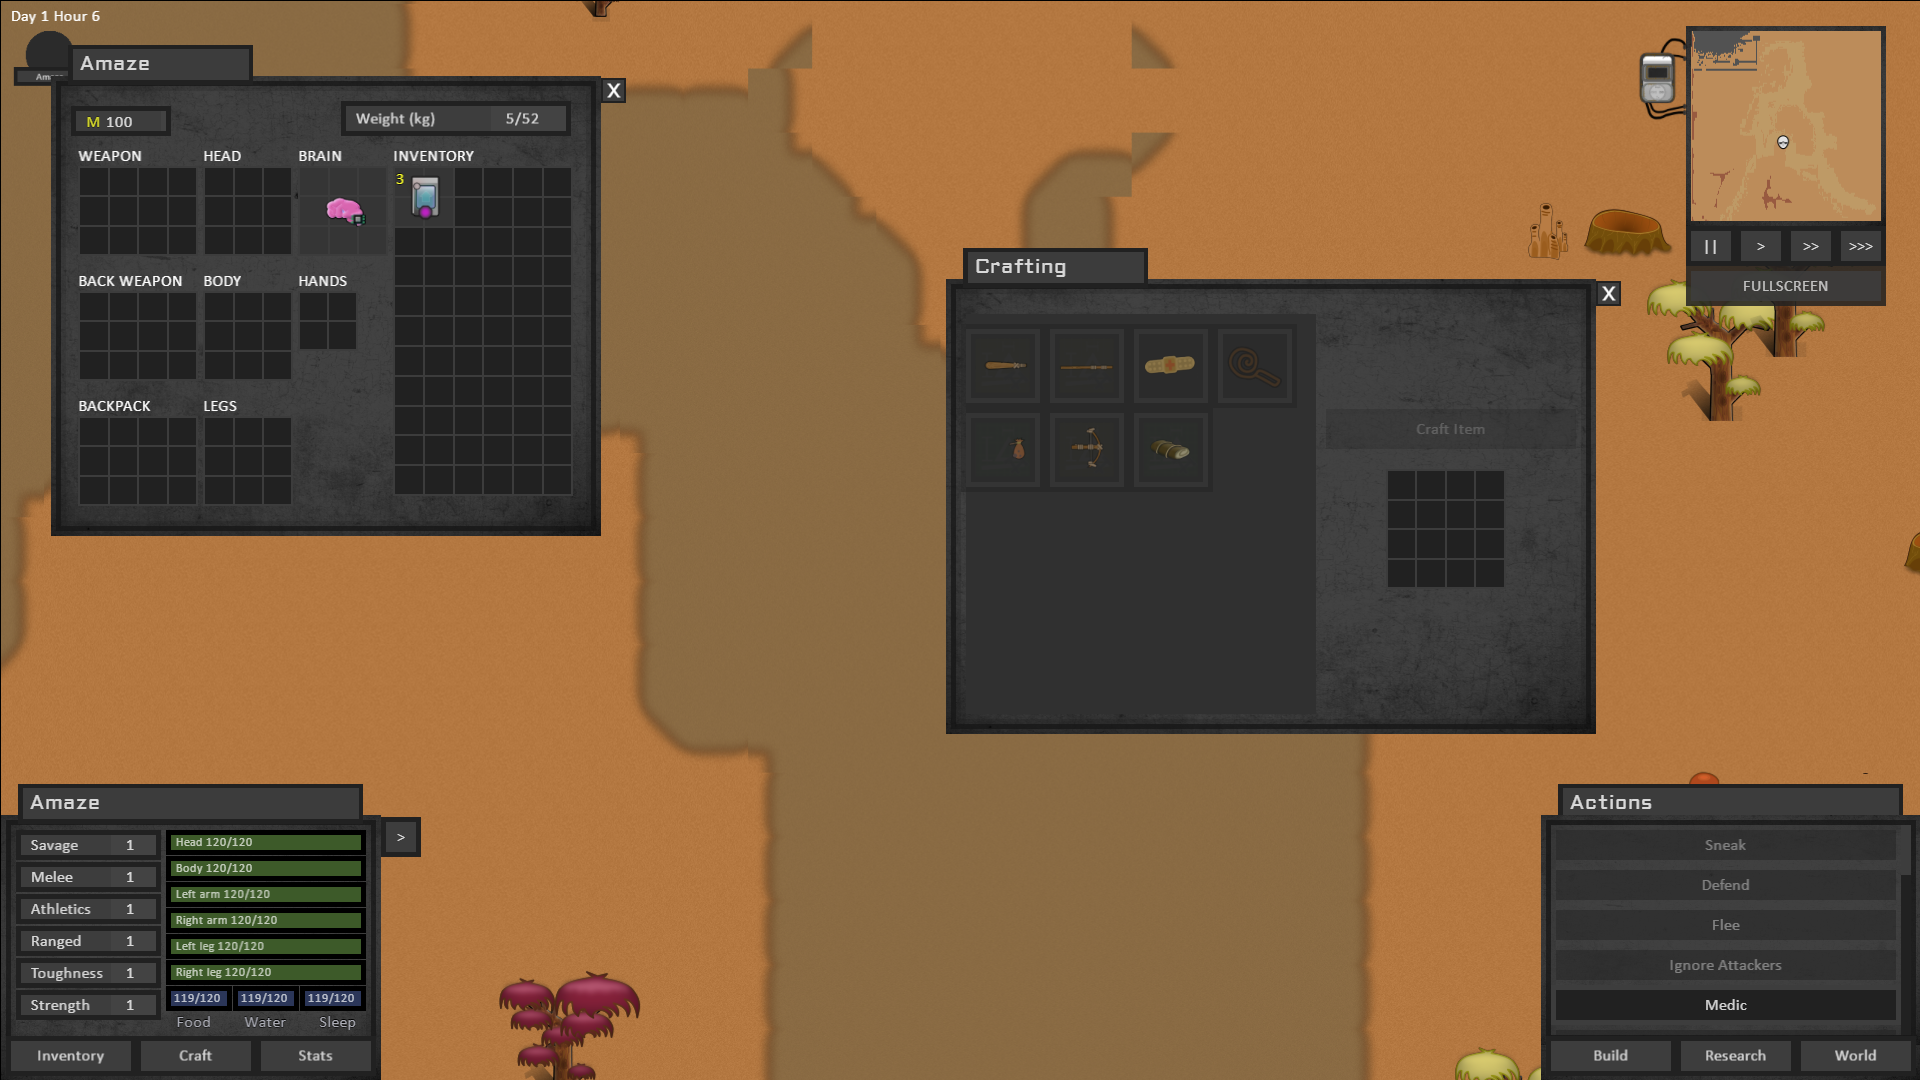 Day 1 Hour 6
Amaze
X
M 100
Weight (kg) 5/52
WEAPON HEAD BRAIN INVENTORY
3
BACK WEAPON BODY HANDS
BACKPACK LEGS
Crafting
X
Craft Item
|| > >> >>>
FULLSCREEN
Amaze
>
Savage 1
Melee 1
Athletics 1
Ranged 1
Toughness 1
Strength 1
Head 120/120
Body 120/120
Left arm 120/120
Right arm 120/120
Left leg 120/120
Right leg 120/120
119/120 119/120 119/120
Food Water Sleep
Inventory Craft Stats
Actions
Sneak
Defend
Flee
Ignore Attackers
Medic
Build Research World